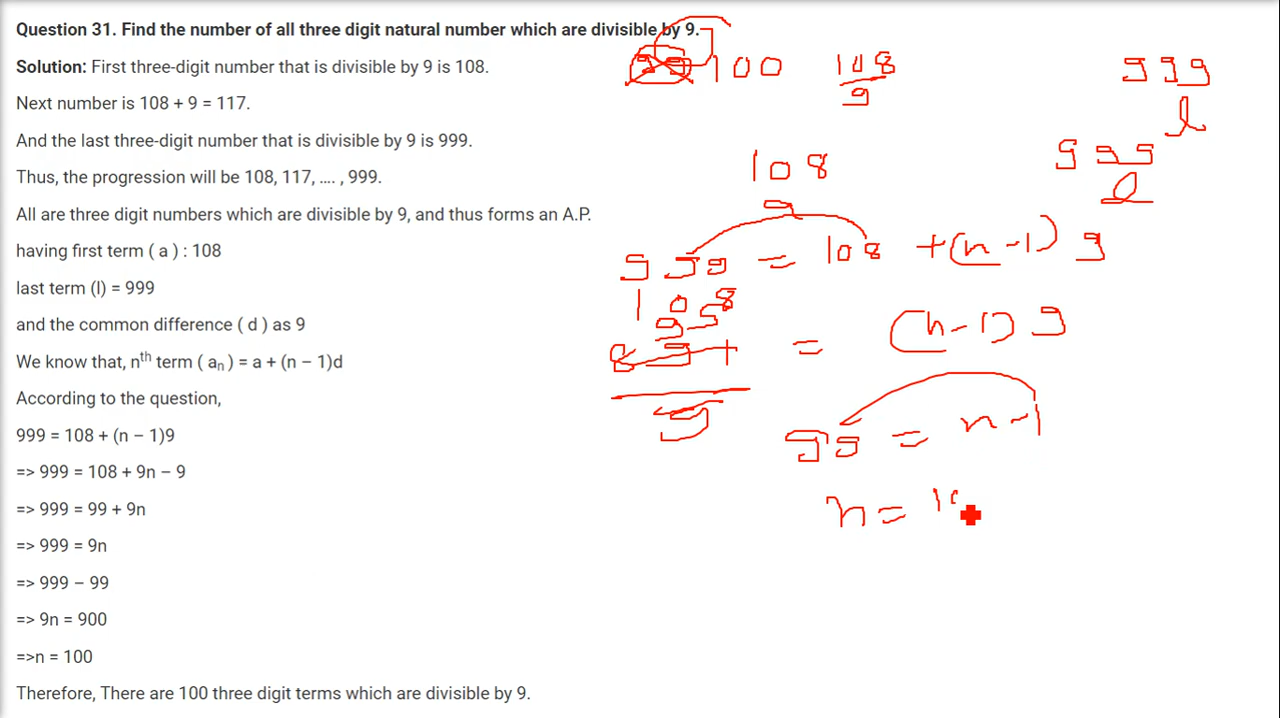 Question 31. Find the number of all three digit natural number which are divisible by 9.
Solution: First three-digit number that is divisible by 9 is 108.
Next number is 108 + 9 = 117.
And the last three-digit number that is divisible by 9 is 999.
Thus, the progression will be 108, 117, .... , 999.
All are three digit numbers which are divisible by 9, and thus forms an A.P.
having first term ( a ) : 108
last term (l) = 999
and the common difference ( d ) as 9
We know that, nth term ( an ) = a + (n − 1)d
According to the question,
999 = 108 + (n − 1)9
=> 999 = 108 + 9n − 9
=> 999 = 99 + 9n
=> 999 = 9n
=> 999 − 99
=> 9n = 900
=>n = 100
Therefore, There are 100 three digit terms which are divisible by 9.
100
108
9
999
l
999
l
108
a
999 = 108 + (n - 1) 9
108
891 = (n - 1) 9
9
99 = n - 1
n = 10